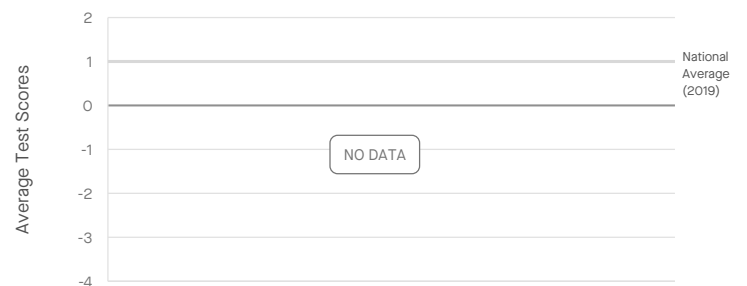 Average Test Scores
2
1
0
-1
-2
-3
-4
National
Average
(2019)
NO DATA